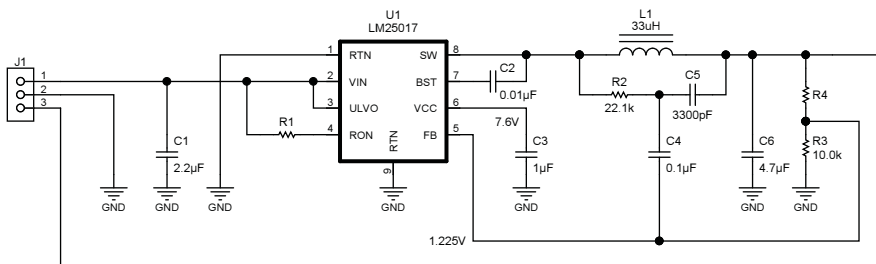 U1
LM25017
L1
33uH
J1
1
2
3
1
RTN
SW
8
2
VIN
BST
7
3
ULVO
VCC
6
4
RON
FB
5
RTN
9
R1
C1
2.2µF
C2
0.01µF
7.6V
C3
1µF
R2
22.1k
C5
3300pF
C4
0.1µF
C6
4.7µF
R4
R3
10.0k
GND
GND
GND
GND
GND
GND
GND
1.225V